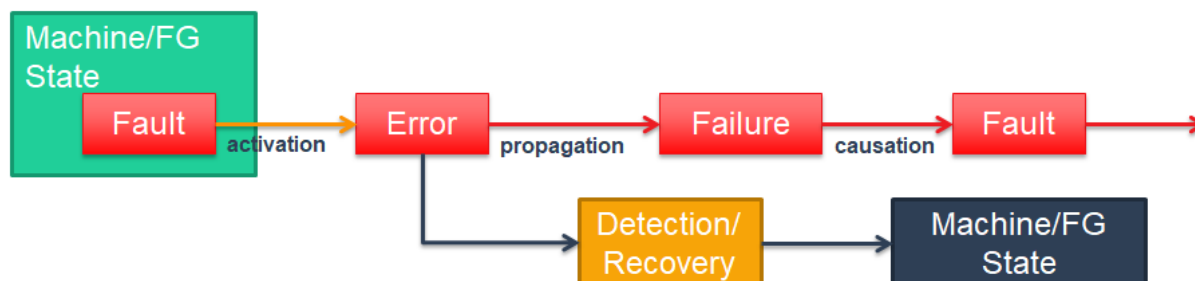 Machine/FG
State
Fault
activation
Error
propagation
Failure
causation
Fault
Detection/
Recovery
Machine/FG
State